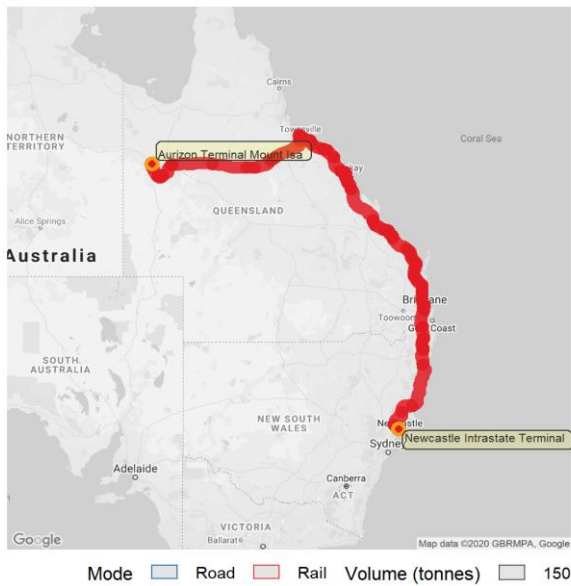 Cairns
NORTHERN
TERRITORY
Townsville
Coral Sea
Aurizon Terminal Mount Isa
kay
QUEENSLAND
Alice Springs
Australia
Brisbane
Toowoom
Gold Coast
SOUTH
AUSTRALIA
NEW SOUTH
WALES
Newcastle
Newcastle Intrastate Terminal
Sydney
Adelaide
Canberra
ACT
VICTORIA
Ballarat
Google
Map data ©2020 GBRMPA, Google
Mode Road Rail Volume (tonnes) 150